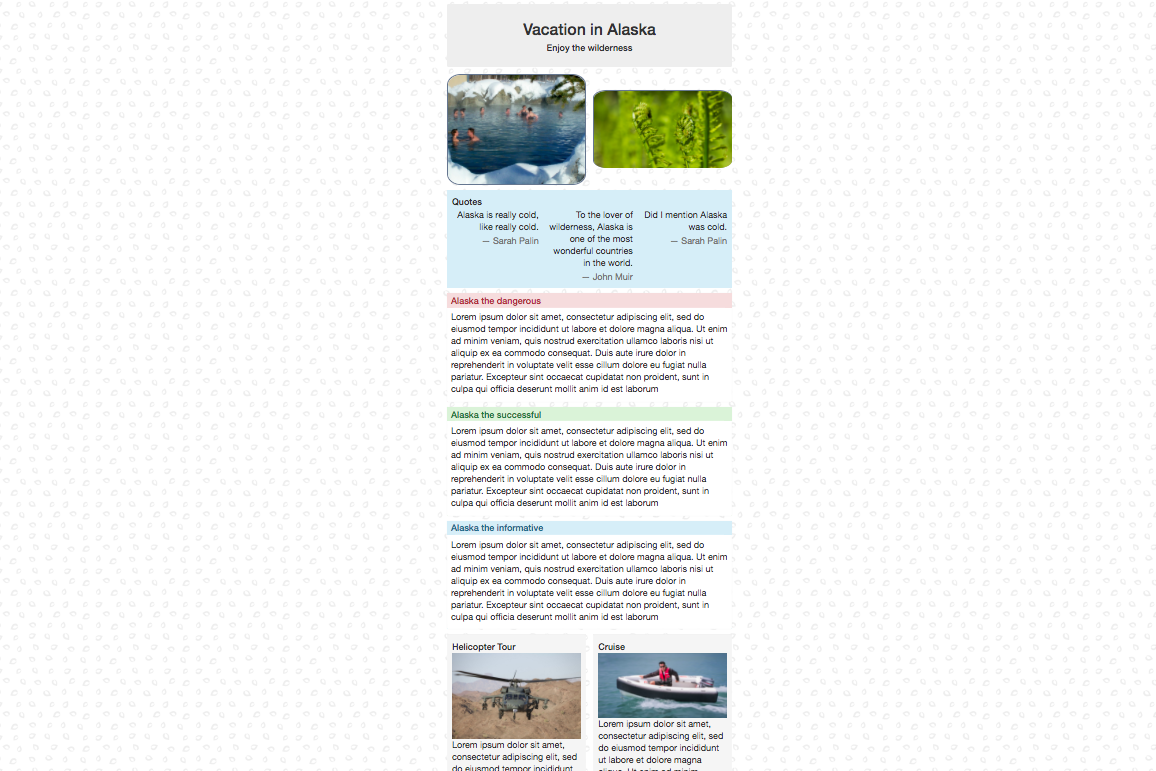 Vacation in Alaska
Enjoy the wilderness
Quotes
Alaska is really cold,
like really cold.
— Sarah Palin
To the lover of
wilderness, Alaska is
one of the most
wonderful countries
in the world.
— John Muir
Did I mention Alaska
was cold.
— Sarah Palin
Alaska the dangerous
Lorem ipsum dolor sit amet, consectetur adipiscing elit, sed do
eiusmod tempor incididunt ut labore et dolore magna aliqua. Ut enim
ad minim veniam, quis nostrud exercitation ullamco laboris nisi ut
aliquip ex ea commodo consequat. Duis aute irure dolor in
reprehenderit in voluptate velit esse cillum dolore eu fugiat nulla
pariatur. Excepteur sint occaecat cupidatat non proident, sunt in
culpa qui officia deserunt mollit anim id est laborum
Alaska the successful
Lorem ipsum dolor sit amet, consectetur adipiscing elit, sed do
eiusmod tempor incididunt ut labore et dolore magna aliqua. Ut enim
ad minim veniam, quis nostrud exercitation ullamco laboris nisi ut
aliquip ex ea commodo consequat. Duis aute irure dolor in
reprehenderit in voluptate velit esse cillum dolore eu fugiat nulla
pariatur. Excepteur sint occaecat cupidatat non proident, sunt in
culpa qui officia deserunt mollit anim id est laborum
Alaska the informative
Lorem ipsum dolor sit amet, consectetur adipiscing elit, sed do
eiusmod tempor incididunt ut labore et dolore magna aliqua. Ut enim
ad minim veniam, quis nostrud exercitation ullamco laboris nisi ut
aliquip ex ea commodo consequat. Duis aute irure dolor in
reprehenderit in voluptate velit esse cillum dolore eu fugiat nulla
pariatur. Excepteur sint occaecat cupidatat non proident, sunt in
culpa qui officia deserunt mollit anim id est laborum
Helicopter Tour
Lorem ipsum dolor sit amet,
consectetur adipiscing elit, sed
do eiusmod tempor incididunt
Cruise
Lorem ipsum dolor sit amet,
consectetur adipiscing elit, sed
do eiusmod tempor incididunt
ut labore et dolore magna